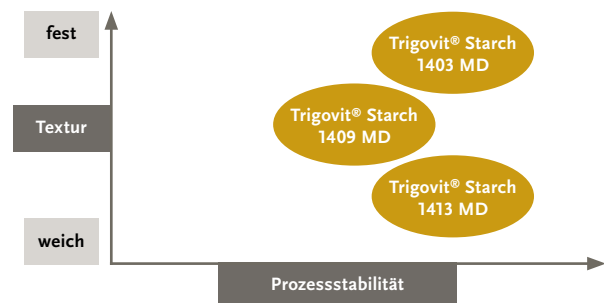 fest
Trigovit® Starch
1403 MD
Textur
Trigovit® Starch
1409 MD
Trigovit® Starch
1413 MD
weich
Prozessstabilität